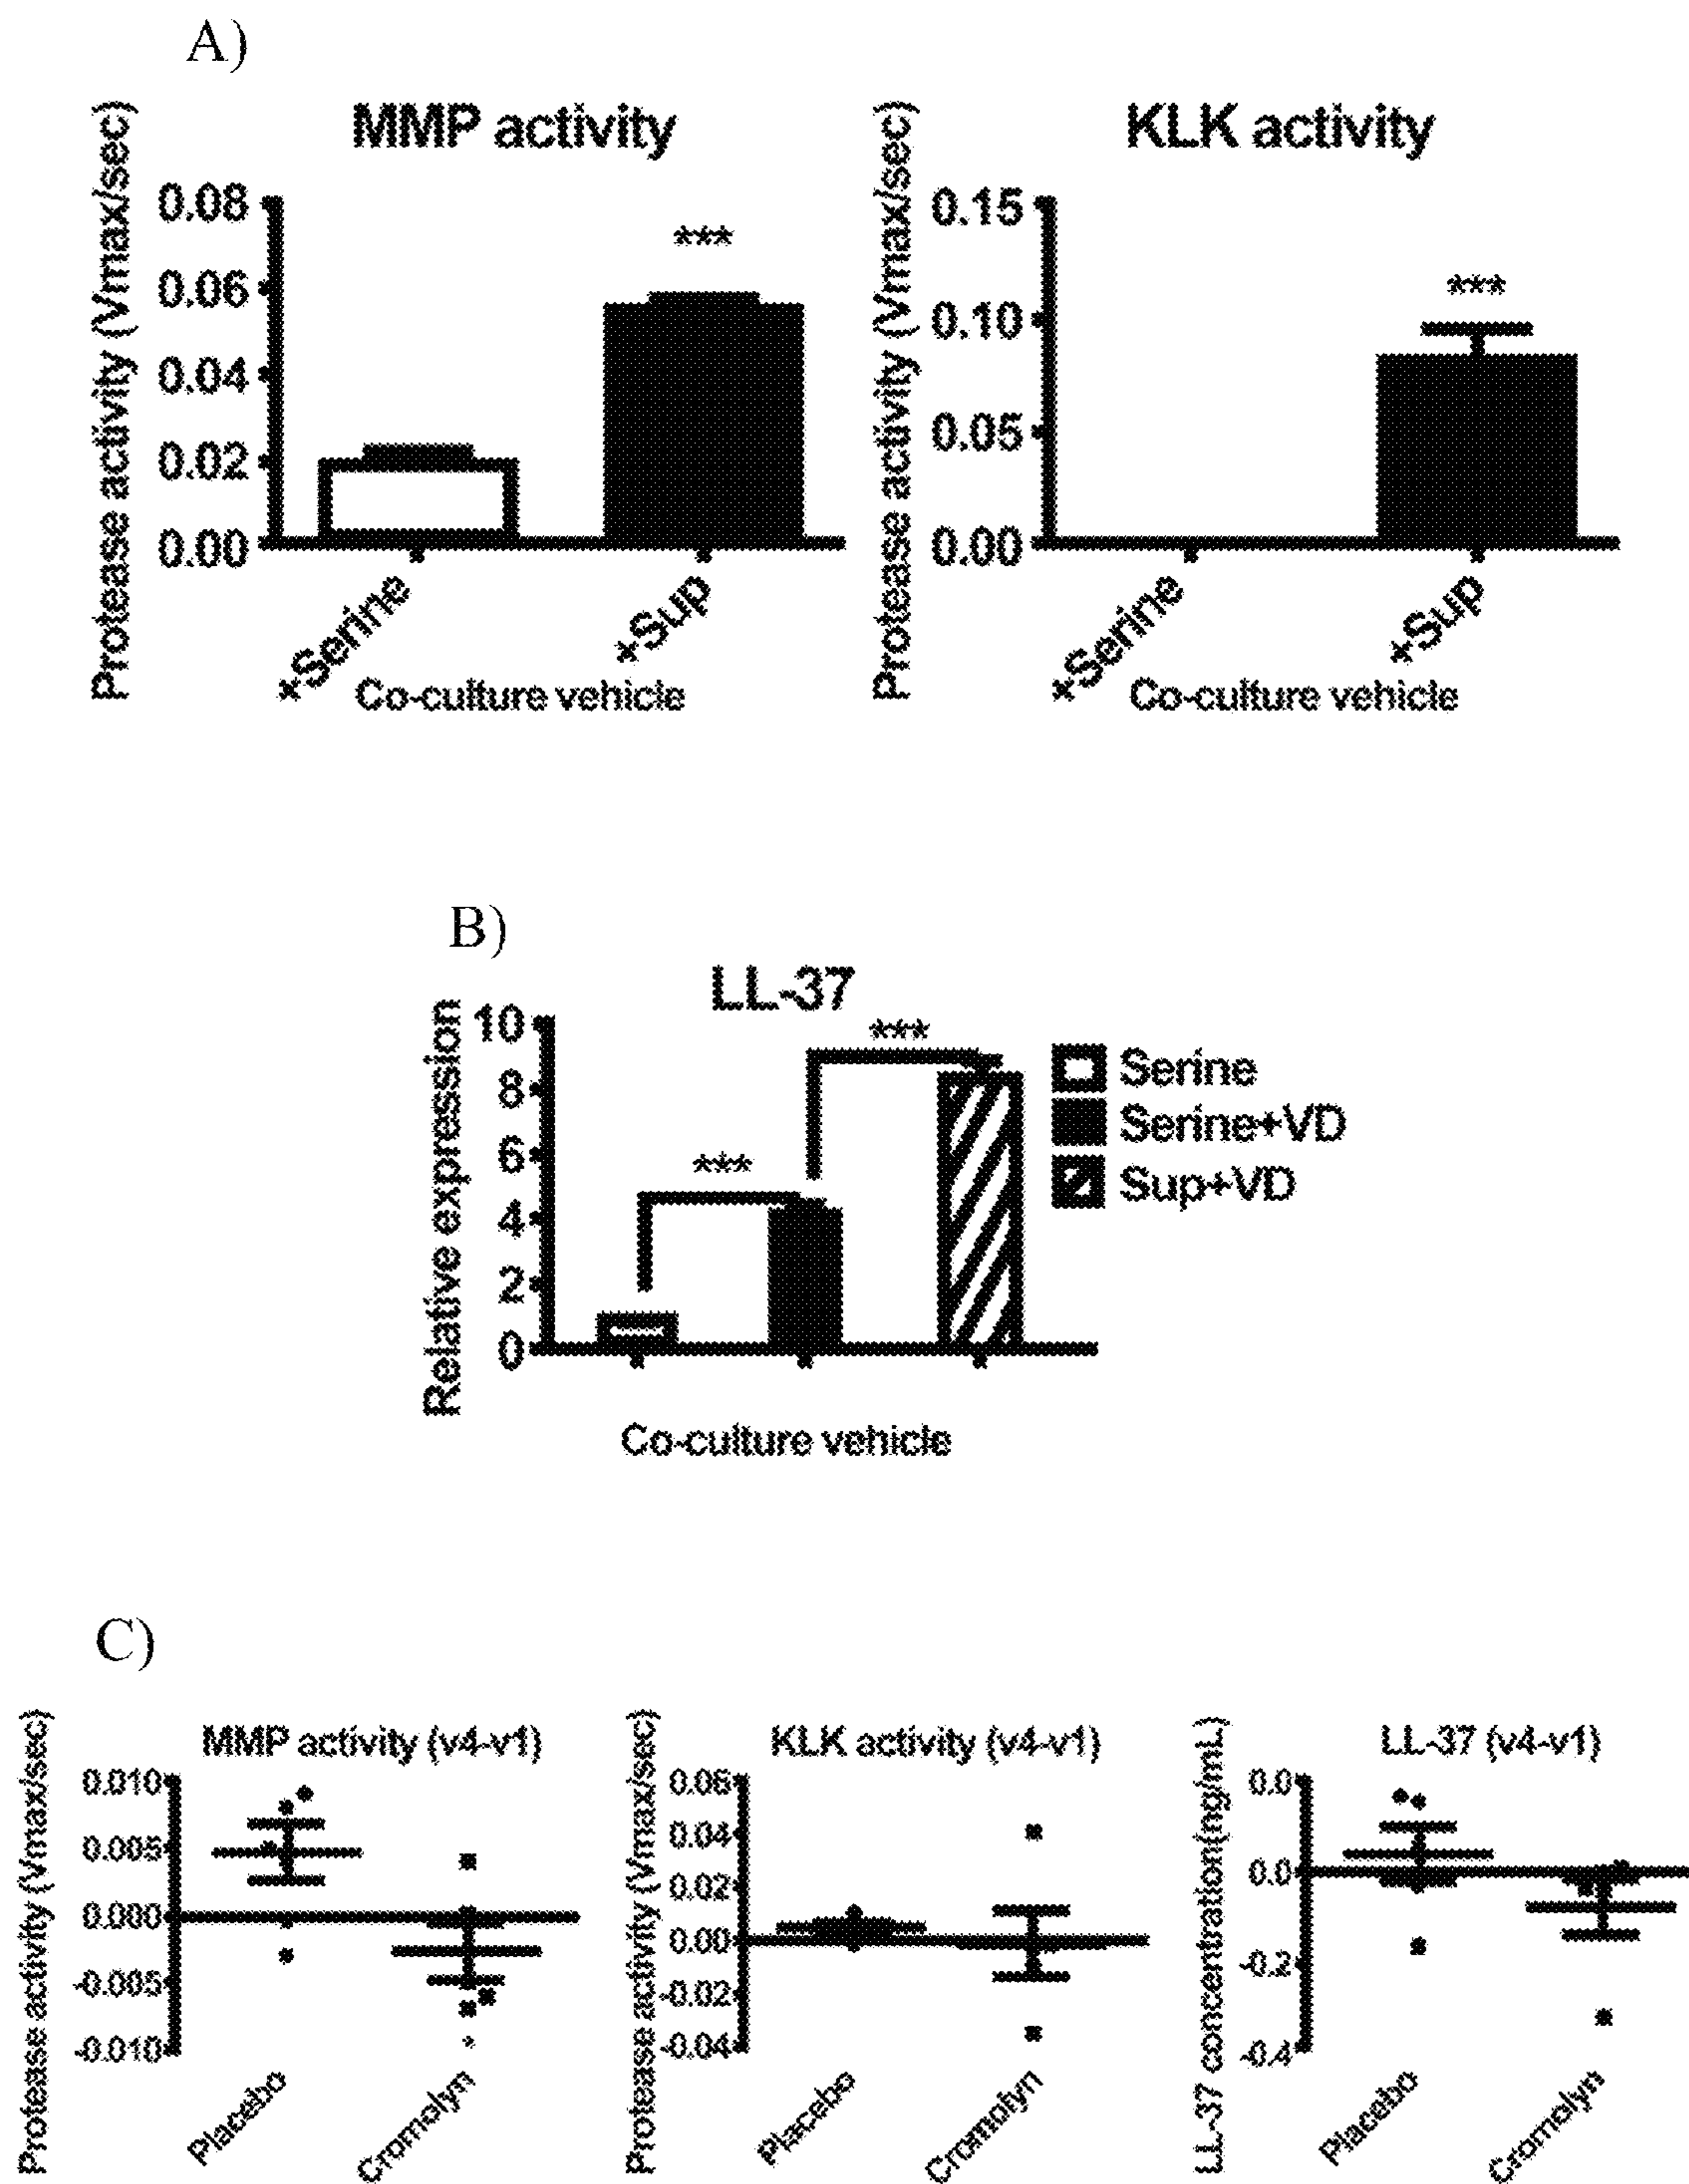 A)
MMP activity
Protease activity (Vmax/sec)
0.08
0.06
0.04
0.02
0.00
***
+Serine
+Sup
Co-culture vehicle
KLK activity
Protease activity (Vmax/sec)
0.15
0.10
0.05
0.00
***
+Serine
+Sup
Co-culture vehicle
B)
LL-37
Relative expression
10
8
6
4
2
0
***
***
Serine
Serine+VD
Sup+VD
Co-culture vehicle
C)
MMP activity (v4-v1)
Protease activity (Vmax/sec)
0.010
0.005
0.000
-0.005
-0.010
Placebo
Cromolyn
KLK activity (v4-v1)
Protease activity (Vmax/sec)
0.06
0.04
0.02
0.00
-0.02
-0.04
Placebo
Cromolyn
LL-37 (v4-v1)
LL-37 concentration(ng/mL)
0.0
0.0
-0.2
-0.4
Placebo
Cromolyn